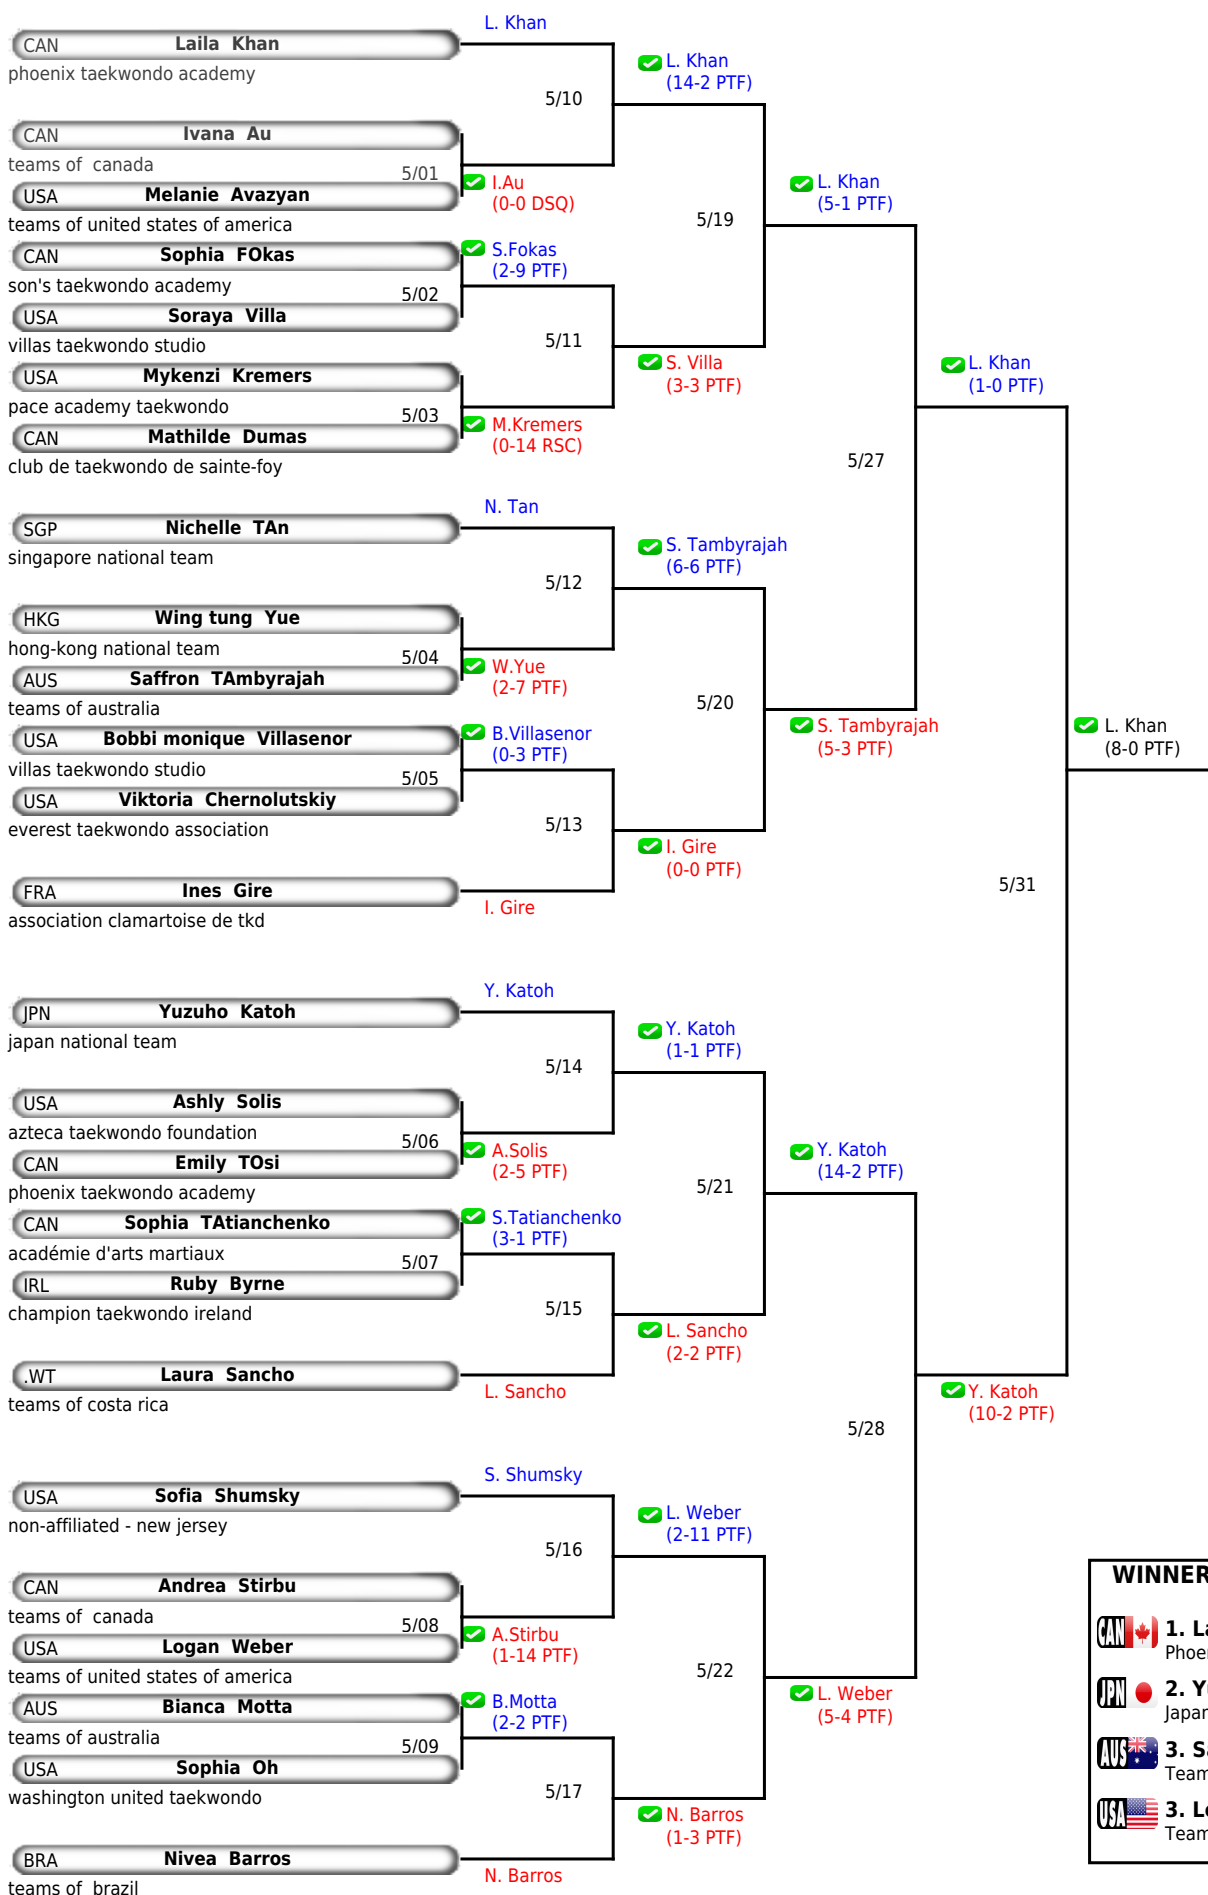 L. Khan
CAN Laila Khan
phoenix taekwondo academy
L. Khan
(14-2 PTF)
5/10
CAN Ivana Au
teams of  canada
5/01
I.Au
(0-0 DSQ)
USA Melanie Avazyan
teams of united states of america
L. Khan
(5-1 PTF)
5/19
CAN Sophia FOkas
son's taekwondo academy
S.Fokas
(2-9 PTF)
5/02
USA Soraya Villa
villas taekwondo studio
5/11
S. Villa
(3-3 PTF)
USA Mykenzi Kremers
pace academy taekwondo
5/03
M.Kremers
(0-14 RSC)
CAN Mathilde Dumas
club de taekwondo de sainte-foy
L. Khan
(1-0 PTF)
5/27
N. Tan
SGP Nichelle TAn
singapore national team
S. Tambyrajah
(6-6 PTF)
5/12
HKG Wing tung Yue
hong-kong national team
5/04
W.Yue
(2-7 PTF)
AUS Saffron TAmbyrajah
teams of australia
5/20
S. Tambyrajah
(5-3 PTF)
USA Bobbi monique Villasenor
villas taekwondo studio
B.Villasenor
(0-3 PTF)
5/05
USA Viktoria Chernolutskiy
everest taekwondo association
5/13
I. Gire
(0-0 PTF)
L. Khan
(8-0 PTF)
FRA Ines Gire
association clamartoise de tkd
I. Gire
5/31
Y. Katoh
JPN Yuzuho Katoh
japan national team
Y. Katoh
(1-1 PTF)
5/14
USA Ashly Solis
azteca taekwondo foundation
5/06
A.Solis
(2-5 PTF)
CAN Emily TOsi
phoenix taekwondo academy
Y. Katoh
(14-2 PTF)
5/21
CAN Sophia TAtianchenko
académie d'arts martiaux
S.Tatianchenko
(3-1 PTF)
5/07
IRL Ruby Byrne
champion taekwondo ireland
5/15
L. Sancho
(2-2 PTF)
.WT Laura Sancho
teams of costa rica
L. Sancho
Y. Katoh
(10-2 PTF)
5/28
S. Shumsky
USA Sofia Shumsky
non-affiliated - new jersey
L. Weber
(2-11 PTF)
5/16
CAN Andrea Stirbu
teams of  canada
5/08
A.Stirbu
(1-14 PTF)
USA Logan Weber
teams of united states of america
5/22
L. Weber
(5-4 PTF)
AUS Bianca Motta
teams of australia
B.Motta
(2-2 PTF)
5/09
USA Sophia Oh
washington united taekwondo
5/17
N. Barros
(1-3 PTF)
BRA Nivea Barros
teams of  brazil
N. Barros
WINNER
CAN 1. La
Phoe
JPN 2. Yu
Japan
AUS 3. Sa
Team
USA 3. Lo
Team